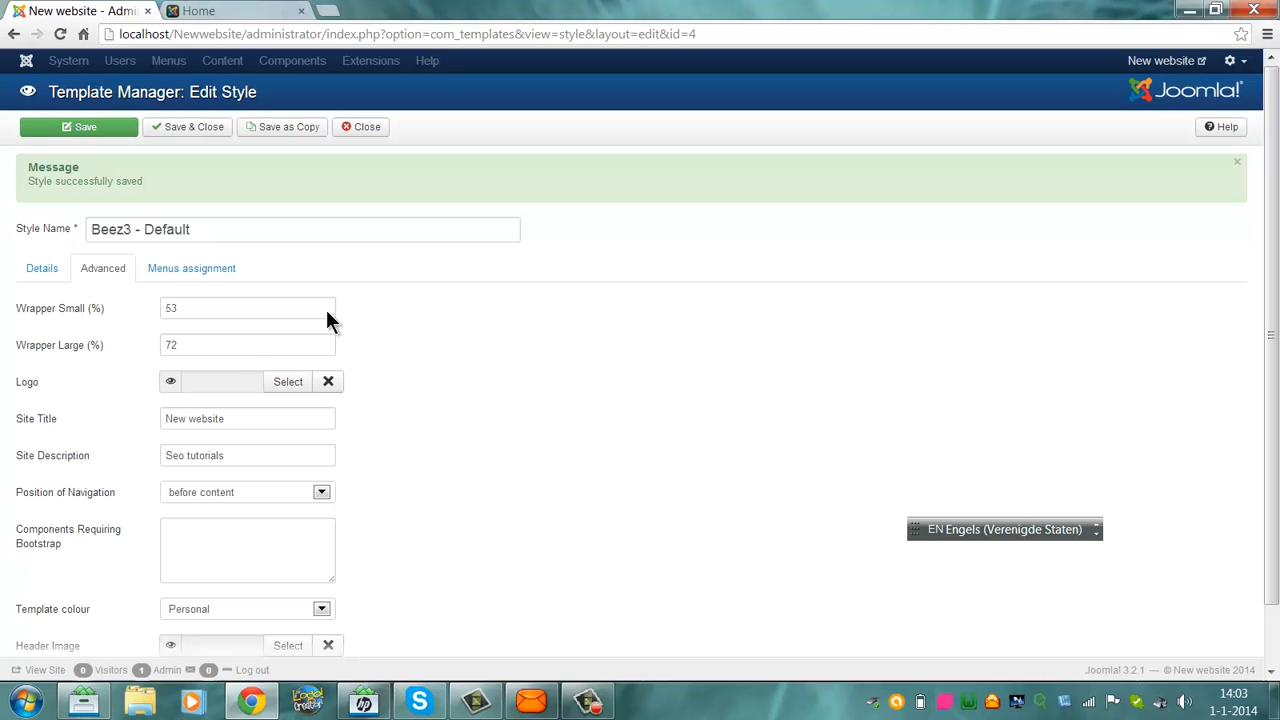 New website - Admi
Home
localhost/Newwebsite/administrator/index.php?option=com_templates&view=style&layout=edit&id=4
System Users Menus Content Components Extensions Help New website
Template Manager: Edit Style Joomla!
Save Save & Close Save as Copy Close Help
Message
Style successfully saved
Style Name * Beez3 - Default
Details Advanced Menus assignment
Wrapper Small (%) 53
Wrapper Large (%) 72
Logo Select
Site Title New website
Site Description Seo tutorials
Position of Navigation before content
Components Requiring
Bootstrap
EN Engels (Verenigde Staten)
Template colour Personal
Header Image Select
View Site 0 Visitors 1 Admin 0 Log out Joomla! 3.2.1 — © New website 2014
14:03
1-1-2014